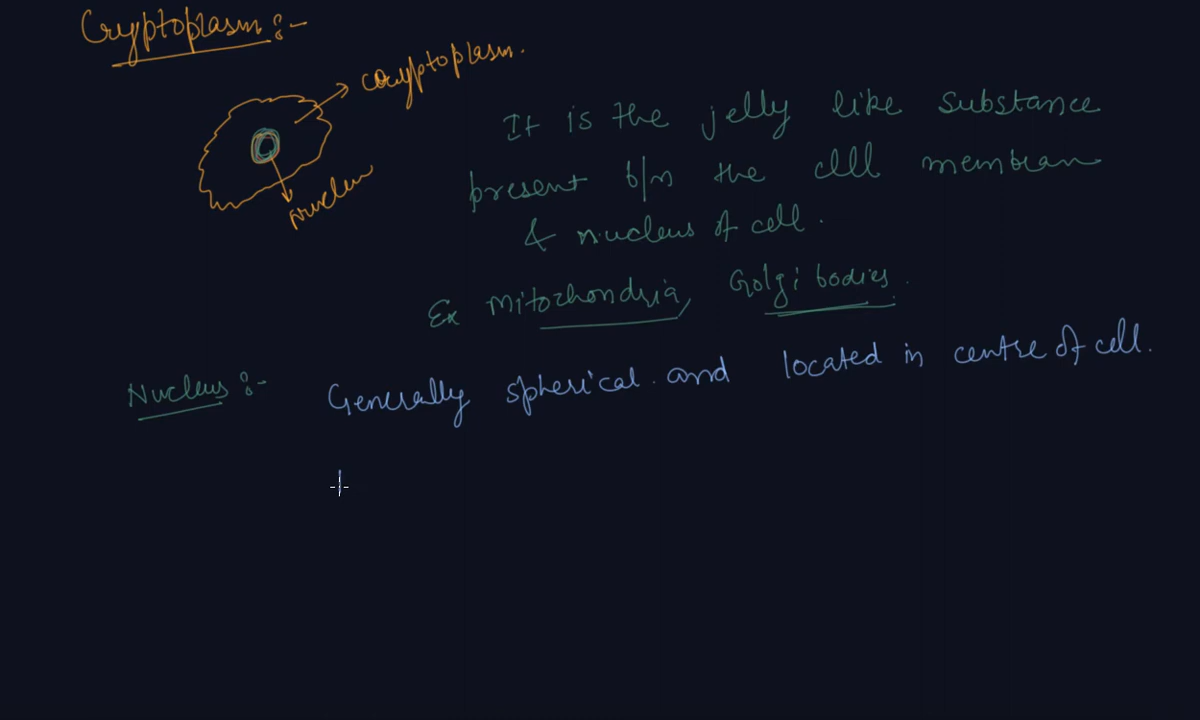 Cryptoplasm :-
cryptoplasm.
Nucleus
It is the jelly like substance
present b/n the cell membran
& nucleus of cell.
Ex Mitochondria, Golgi bodies.
Nucleus :- Generally spherical. and located in centre of cell.